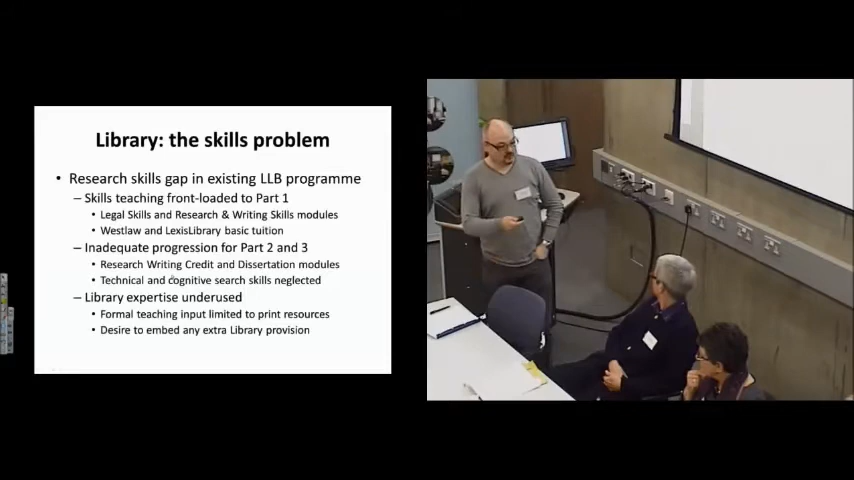 Library: the skills problem
• Research skills gap in existing LLB programme
– Skills teaching front-loaded to Part 1
• Legal Skills and Research & Writing Skills modules
• Westlaw and LexisLibrary basic tuition
– Inadequate progression for Part 2 and 3
• Research Writing Credit and Dissertation modules
• Technical and cognitive search skills neglected
– Library expertise underused
• Formal teaching input limited to print resources
• Desire to embed any extra Library provision